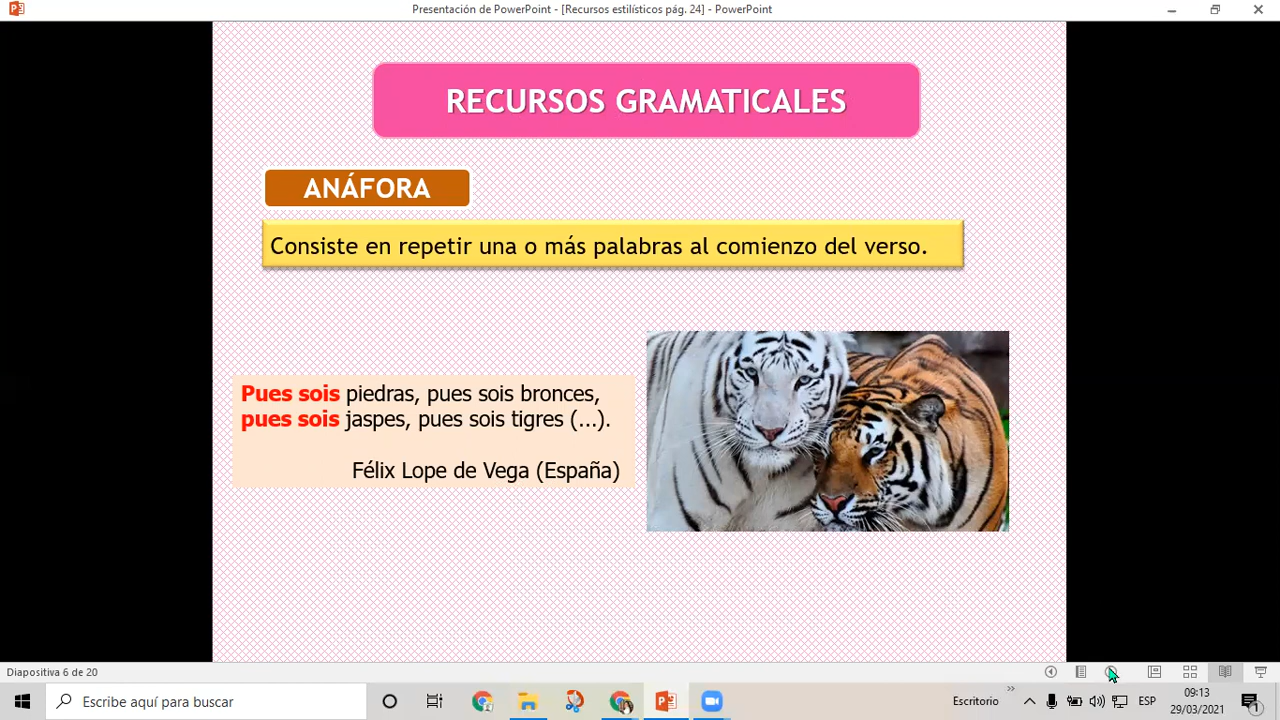 Presentación de PowerPoint - [Recursos estilísticos pág. 24] - PowerPoint
RECURSOS GRAMATICALES
ANÁFORA
Consiste en repetir una o más palabras al comienzo del verso.
Pues sois piedras, pues sois bronces,
pues sois jaspes, pues sois tigres (...).
Félix Lope de Vega (España)
Diapositiva 6 de 20
Escribe aquí para buscar
Escritorio
ESP
09:13
29/03/2021